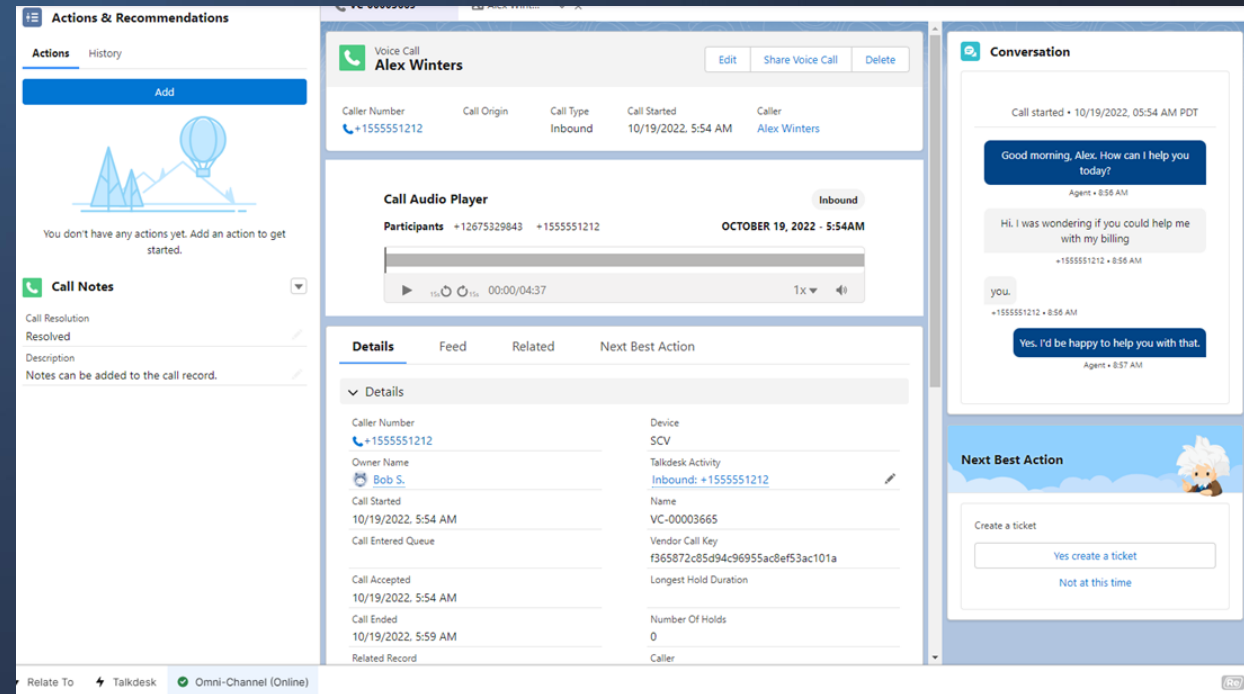 Actions & Recommendations
Actions History
Add
You don't have any actions yet. Add an action to get
started.
Call Notes
Call Resolution
Resolved
Description
Notes can be added to the call record.
VC-00003665
Alex Wint...
Voice Call
Alex Winters
Edit Share Voice Call Delete
Caller Number Call Origin Call Type Call Started Caller
+1555551212 Inbound 10/19/2022, 5:54 AM Alex Winters
Call Audio Player Inbound
Participants +12675329843 +1555551212 OCTOBER 19, 2022 - 5:54AM
15s 15s 00:00/04:37 1x
Details Feed Related Next Best Action
Details
Caller Number Device
+1555551212 SCV
Owner Name Talkdesk Activity
Bob S. Inbound: +1555551212
Call Started Name
10/19/2022, 5:54 AM VC-00003665
Call Entered Queue Vendor Call Key
f365872c85d94c96955ac8ef53ac101a
Call Accepted Longest Hold Duration
10/19/2022, 5:54 AM
Call Ended Number Of Holds
10/19/2022, 5:59 AM 0
Related Record Caller
Conversation
Call started • 10/19/2022, 05:54 AM PDT
Good morning, Alex. How can I help you
today?
Agent • 8:56 AM
Hi. I was wondering if you could help me
with my billing
+1555551212 • 8:56 AM
you.
+1555551212 • 8:56 AM
Yes. I'd be happy to help you with that.
Agent • 8:57 AM
Next Best Action
Create a ticket
Yes create a ticket
Not at this time
Relate To Talkdesk Omni-Channel (Online)